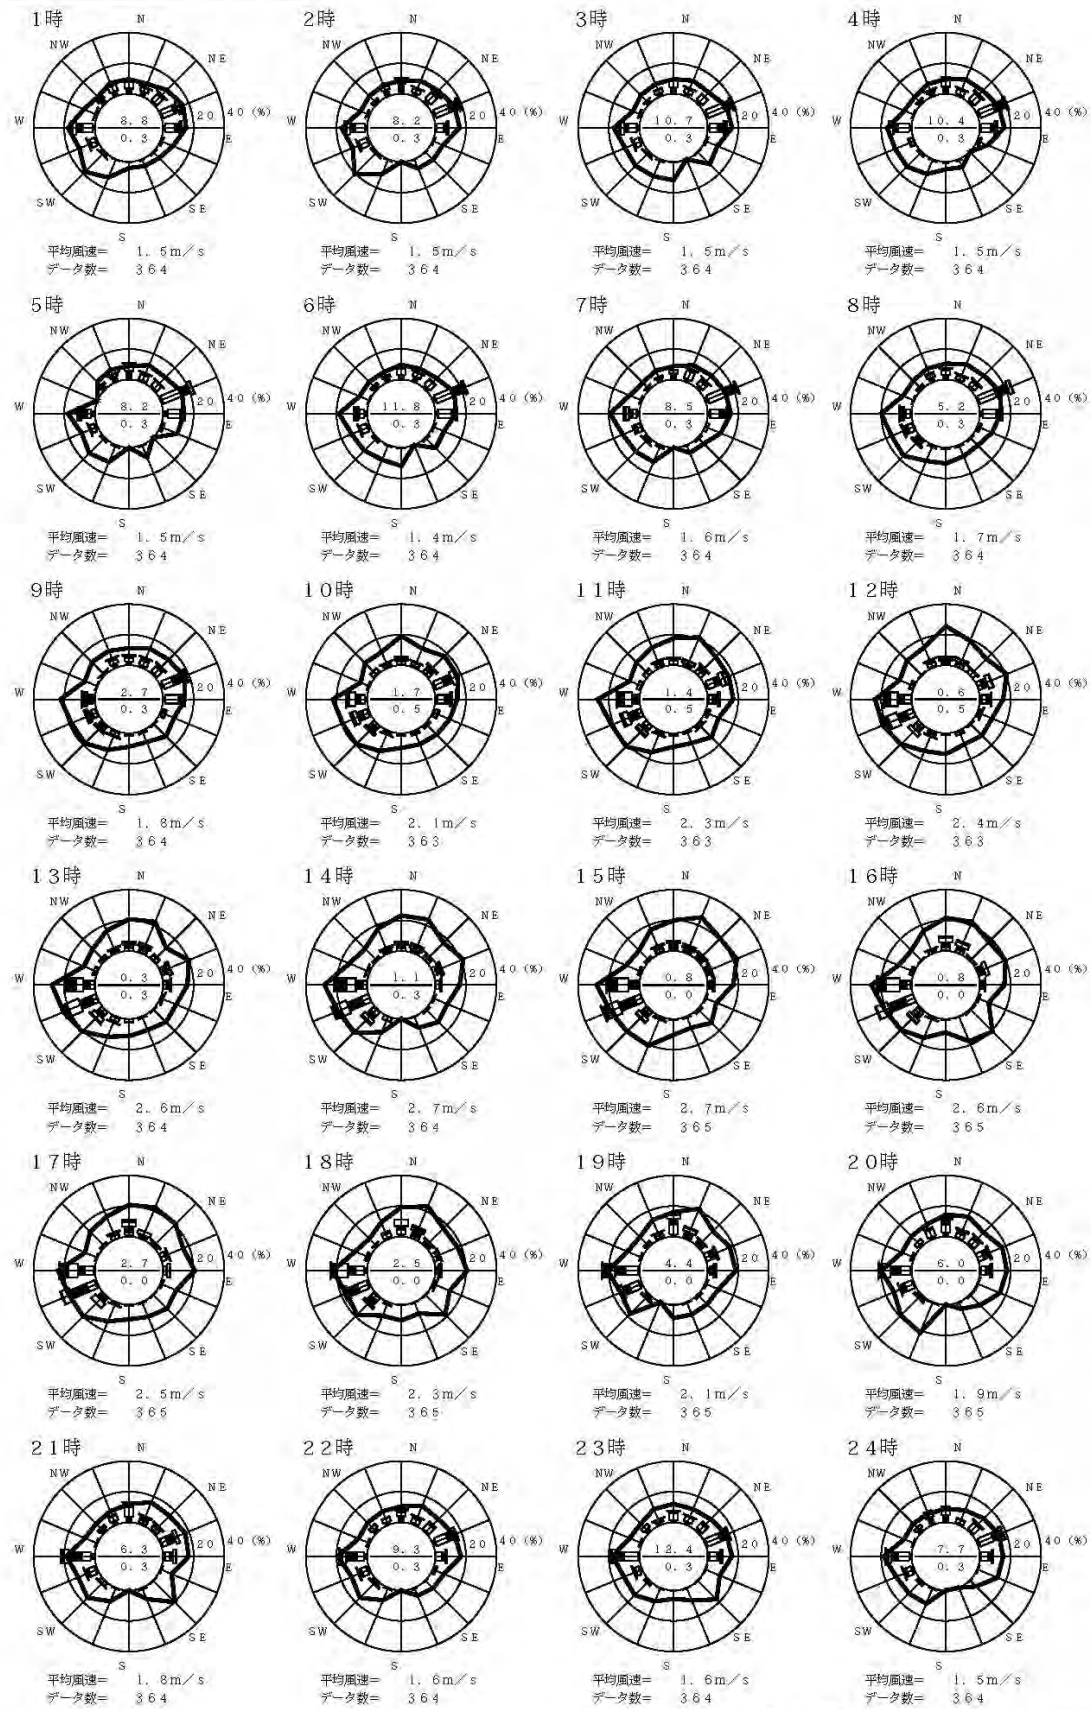 1時
N
NW
NE
W
8.8
20 40 (%)
0.3
E
SW
SE
S
平均風速= 1.5m/s
データ数= 364
2時
N
NW
NE
W
8.2
20 40 (%)
0.3
E
SW
SE
S
平均風速= 1.5m/s
データ数= 364
3時
N
NW
NE
W
10.7
20 40 (%)
0.3
E
SW
SE
S
平均風速= 1.5m/s
データ数= 364
4時
N
NW
NE
W
10.4
20 40 (%)
0.3
E
SW
SE
S
平均風速= 1.5m/s
データ数= 364
5時
N
NW
NE
W
8.2
20 40 (%)
0.3
E
SW
SE
S
平均風速= 1.5m/s
データ数= 364
6時
N
NW
NE
W
11.8
20 40 (%)
0.3
E
SW
SE
S
平均風速= 1.4m/s
データ数= 364
7時
N
NW
NE
W
8.5
20 40 (%)
0.3
E
SW
SE
S
平均風速= 1.6m/s
データ数= 364
8時
N
NW
NE
W
5.2
20 40 (%)
0.3
E
SW
SE
S
平均風速= 1.7m/s
データ数= 364
9時
N
NW
NE
W
2.7
20 40 (%)
0.3
E
SW
SE
S
平均風速= 1.8m/s
データ数= 364
10時
N
NW
NE
W
1.7
20 40 (%)
0.5
E
SW
SE
S
平均風速= 2.1m/s
データ数= 363
11時
N
NW
NE
W
1.4
20 40 (%)
0.5
E
SW
SE
S
平均風速= 2.3m/s
データ数= 363
12時
N
NW
NE
W
0.6
20 40 (%)
0.5
E
SW
SE
S
平均風速= 2.4m/s
データ数= 363
13時
N
NW
NE
W
0.3
20 40 (%)
0.3
E
SW
SE
S
平均風速= 2.6m/s
データ数= 364
14時
N
NW
NE
W
1.1
20 40 (%)
0.3
E
SW
SE
S
平均風速= 2.7m/s
データ数= 364
15時
N
NW
NE
W
0.8
20 40 (%)
0.0
E
SW
SE
S
平均風速= 2.7m/s
データ数= 365
16時
N
NW
NE
W
0.8
20 40 (%)
0.0
E
SW
SE
S
平均風速= 2.6m/s
データ数= 365
17時
N
NW
NE
W
2.7
20 40 (%)
0.0
E
SW
SE
S
平均風速= 2.5m/s
データ数= 365
18時
N
NW
NE
W
2.5
20 40 (%)
0.0
E
SW
SE
S
平均風速= 2.3m/s
データ数= 365
19時
N
NW
NE
W
4.4
20 40 (%)
0.0
E
SW
SE
S
平均風速= 2.1m/s
データ数= 365
20時
N
NW
NE
W
6.0
20 40 (%)
0.0
E
SW
SE
S
平均風速= 1.9m/s
データ数= 365
21時
N
NW
NE
W
6.3
20 40 (%)
0.3
E
SW
SE
S
平均風速= 1.8m/s
データ数= 364
22時
N
NW
NE
W
9.3
20 40 (%)
0.3
E
SW
SE
S
平均風速= 1.6m/s
データ数= 364
23時
N
NW
NE
W
12.4
20 40 (%)
0.3
E
SW
SE
S
平均風速= 1.6m/s
データ数= 364
24時
N
NW
NE
W
7.7
20 40 (%)
0.3
E
SW
SE
S
平均風速= 1.5m/s
データ数= 364